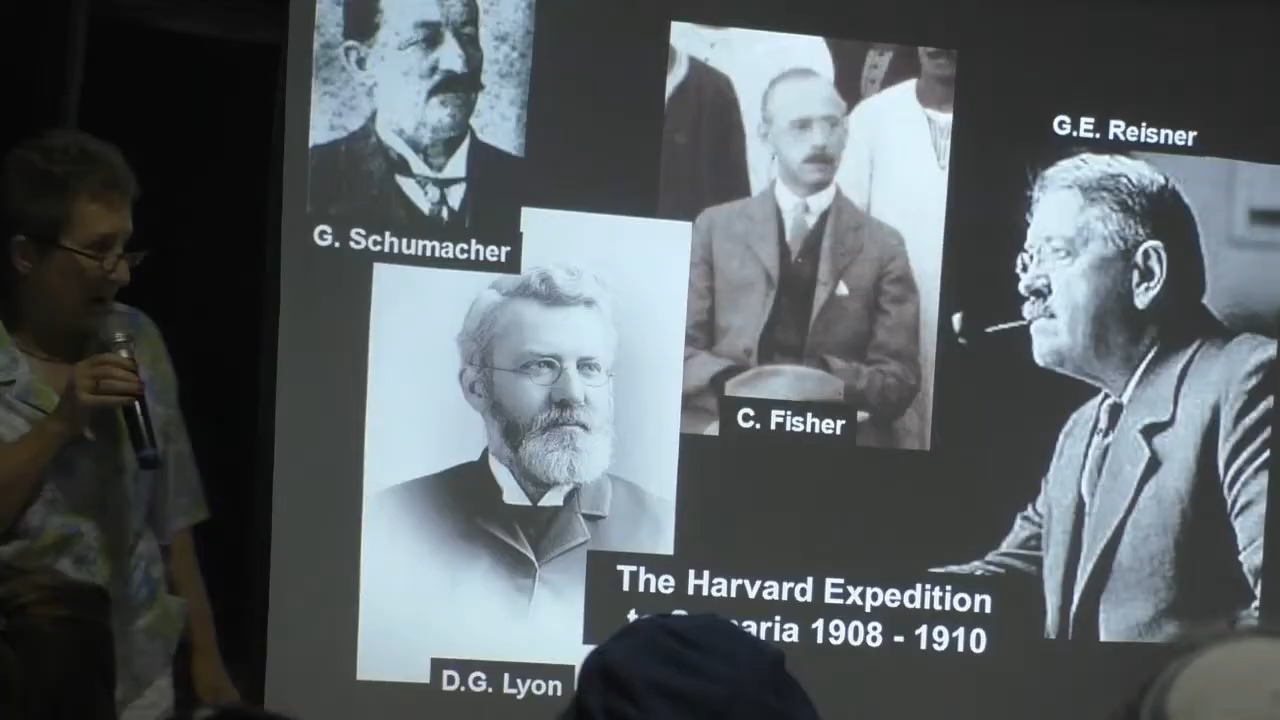 G.E. Reisner
G. Schumacher
C. Fisher
The Harvard Expedition
1908 - 1910
D.G. Lyon